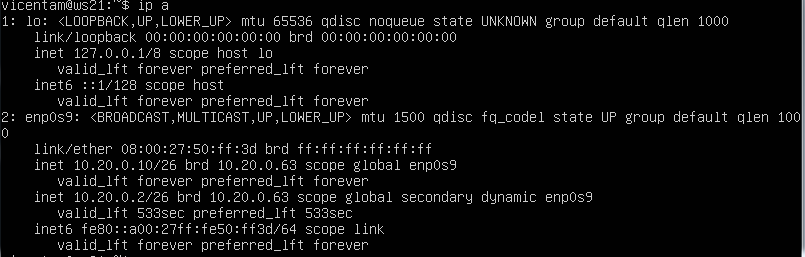 vicentam@ws21:~$ ip a
1: lo: <LOOPBACK,UP,LOWER_UP> mtu 65536 qdisc noqueue state UNKNOWN group default qlen 1000
    link/loopback 00:00:00:00:00:00 brd 00:00:00:00:00:00
    inet 127.0.0.1/8 scope host lo
       valid_lft forever preferred_lft forever
    inet6 ::1/128 scope host
       valid_lft forever preferred_lft forever
2: enp0s9: <BROADCAST,MULTICAST,UP,LOWER_UP> mtu 1500 qdisc fq_codel state UP group default qlen 100
0
    link/ether 08:00:27:50:ff:3d brd ff:ff:ff:ff:ff:ff
    inet 10.20.0.10/26 brd 10.20.0.63 scope global enp0s9
       valid_lft forever preferred_lft forever
    inet 10.20.0.2/26 brd 10.20.0.63 scope global secondary dynamic enp0s9
       valid_lft 533sec preferred_lft 533sec
    inet6 fe80::a00:27ff:fe50:ff3d/64 scope link
       valid_lft forever preferred_lft forever